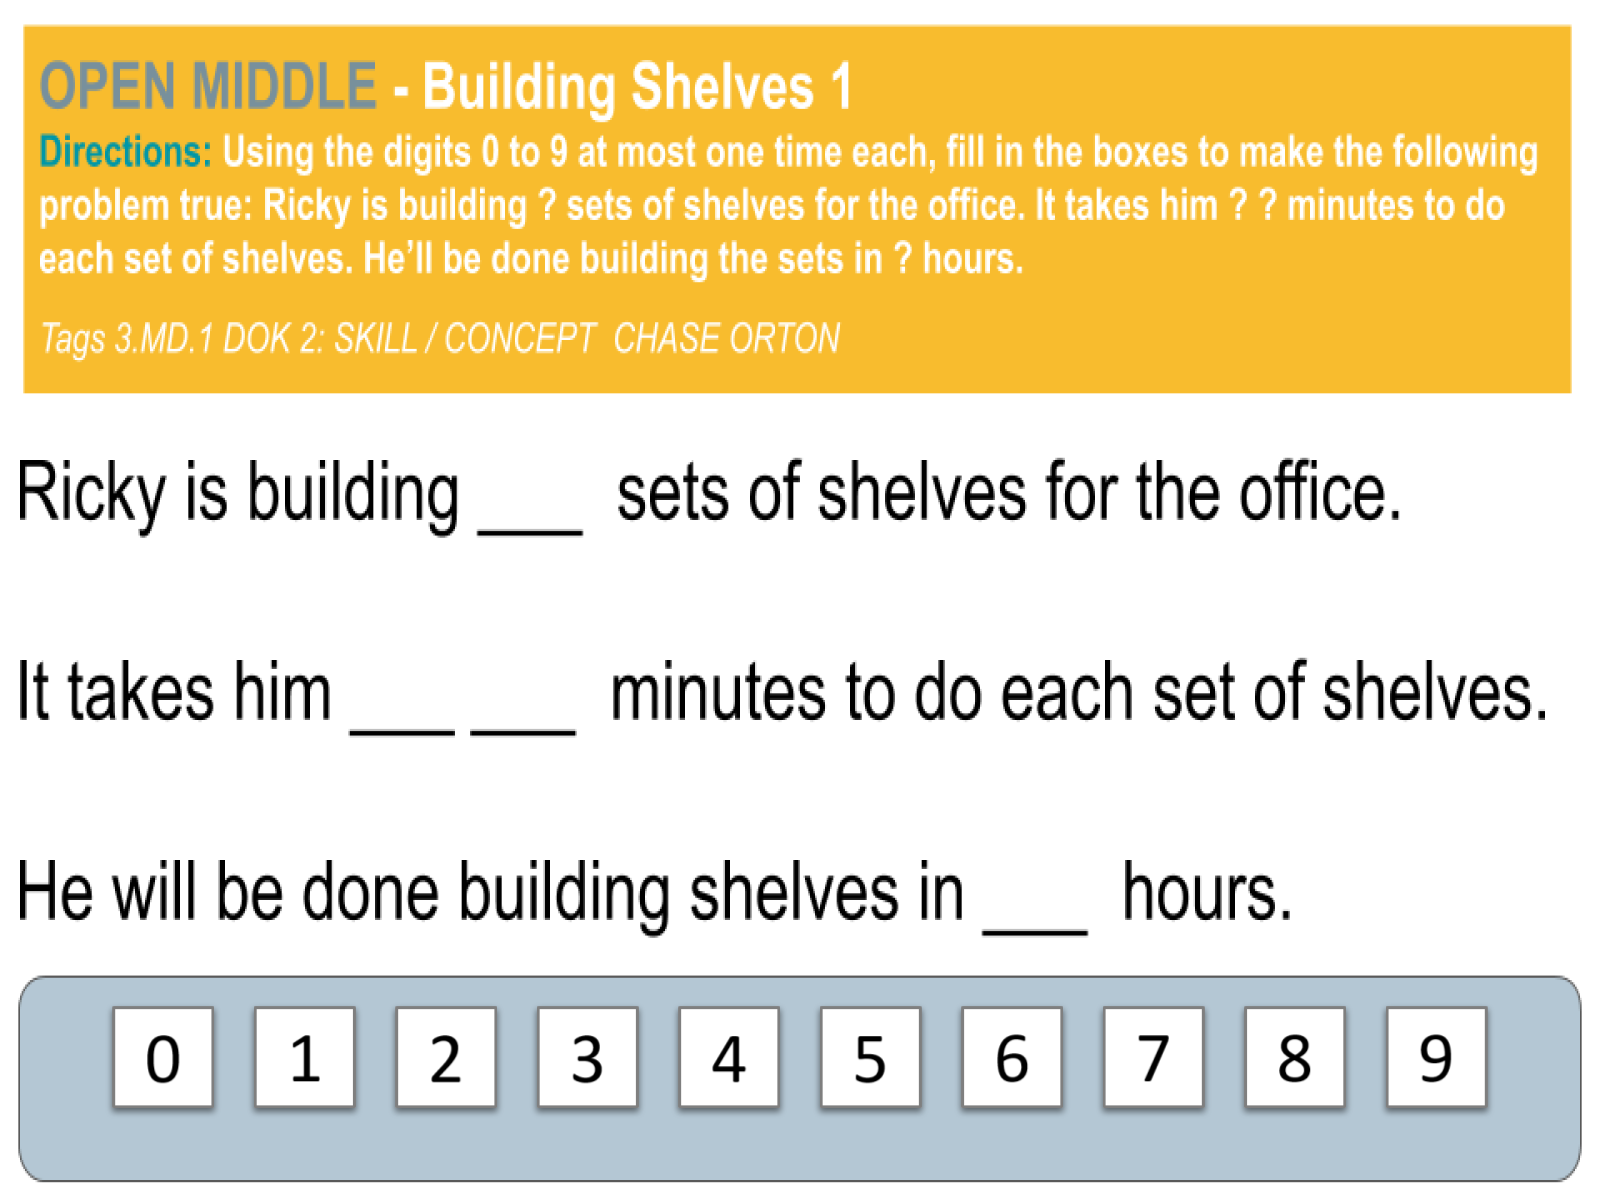 OPEN MIDDLE - Building Shelves 1
Directions: Using the digits 0 to 9 at most one time each, fill in the boxes to make the following
problem true: Ricky is building ? sets of shelves for the office. It takes him ? ? minutes to do
each set of shelves. He’ll be done building the sets in ? hours.
Tags 3.MD.1 DOK 2: SKILL / CONCEPT CHASE ORTON
Ricky is building ___ sets of shelves for the office.
It takes him ___ ___ minutes to do each set of shelves.
He will be done building shelves in ___ hours.
0 1 2 3 4 5 6 7 8 9